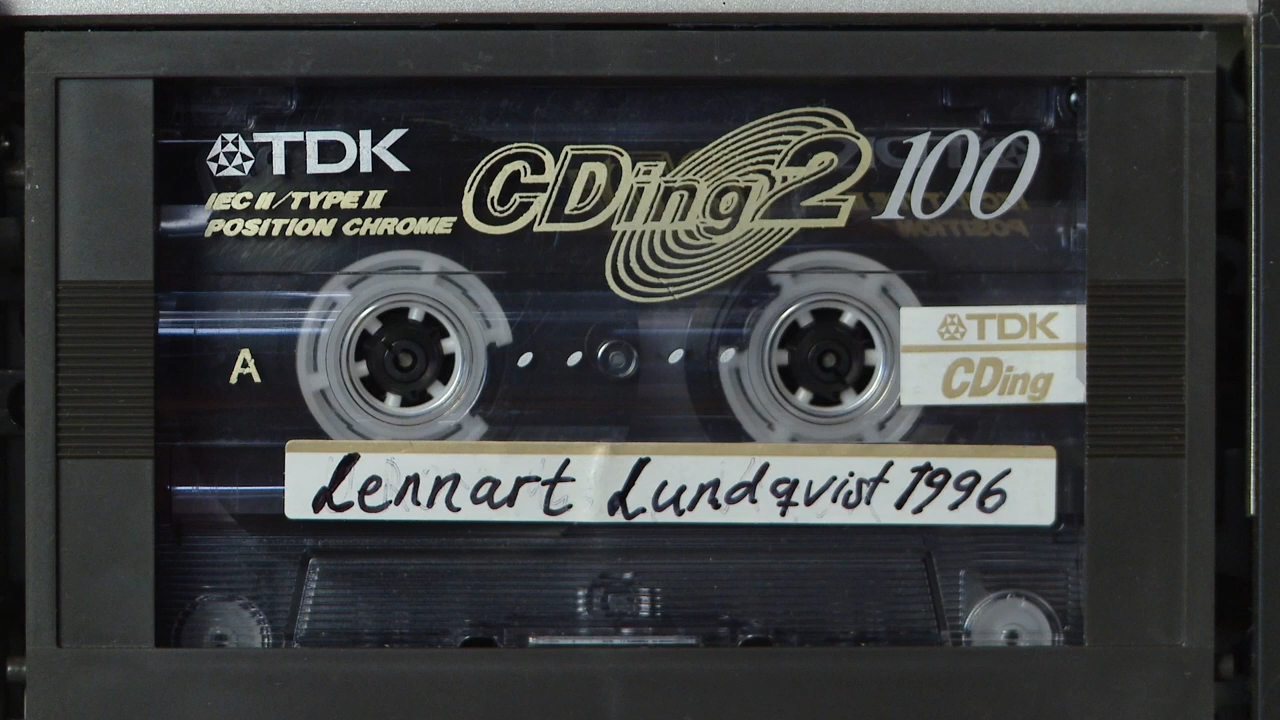 TDK
CDing2 100
IEC II/TYPE II
POSITION CHROME
A
TDK
CDing
Lennart Lundqvist 1996